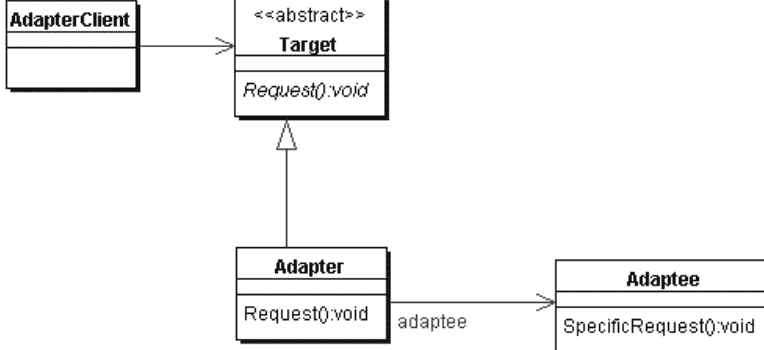 AdapterClient
<<abstract>>
Target
Request():void
Adapter
Request():void
adaptee
Adaptee
SpecificRequest():void